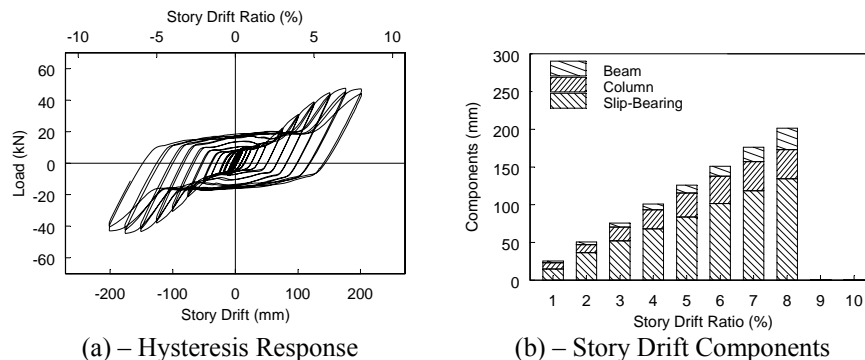 Story Drift Ratio (%)
-10 -5 0 5 10
60
40
20
0
-20
-40
-60
Load (kN)
-200 -100 0 100 200
Story Drift (mm)
(a) – Hysteresis Response
300
250
200
150
100
50
0
Components (mm)
Beam
Column
Slip-Bearing
1 2 3 4 5 6 7 8 9 10
Story Drift Ratio (%)
(b) – Story Drift Components